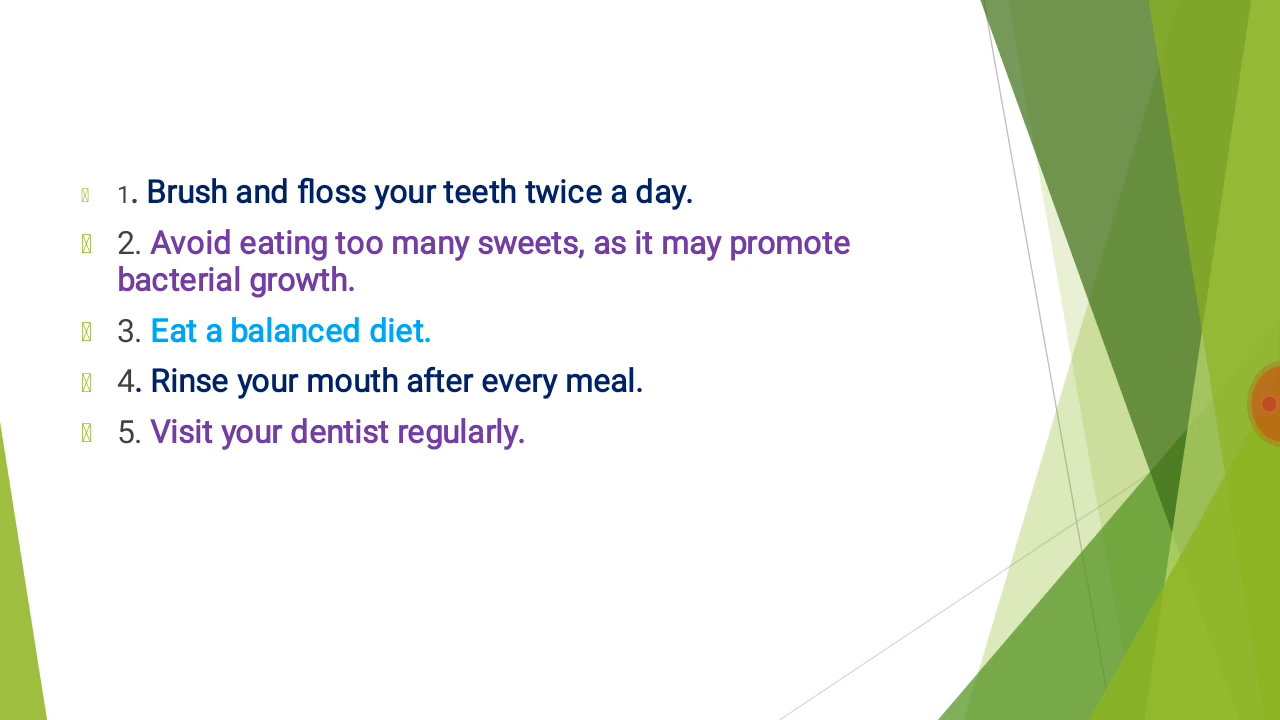 1. Brush and floss your teeth twice a day.
2. Avoid eating too many sweets, as it may promote
bacterial growth.
3. Eat a balanced diet.
4. Rinse your mouth after every meal.
5. Visit your dentist regularly.